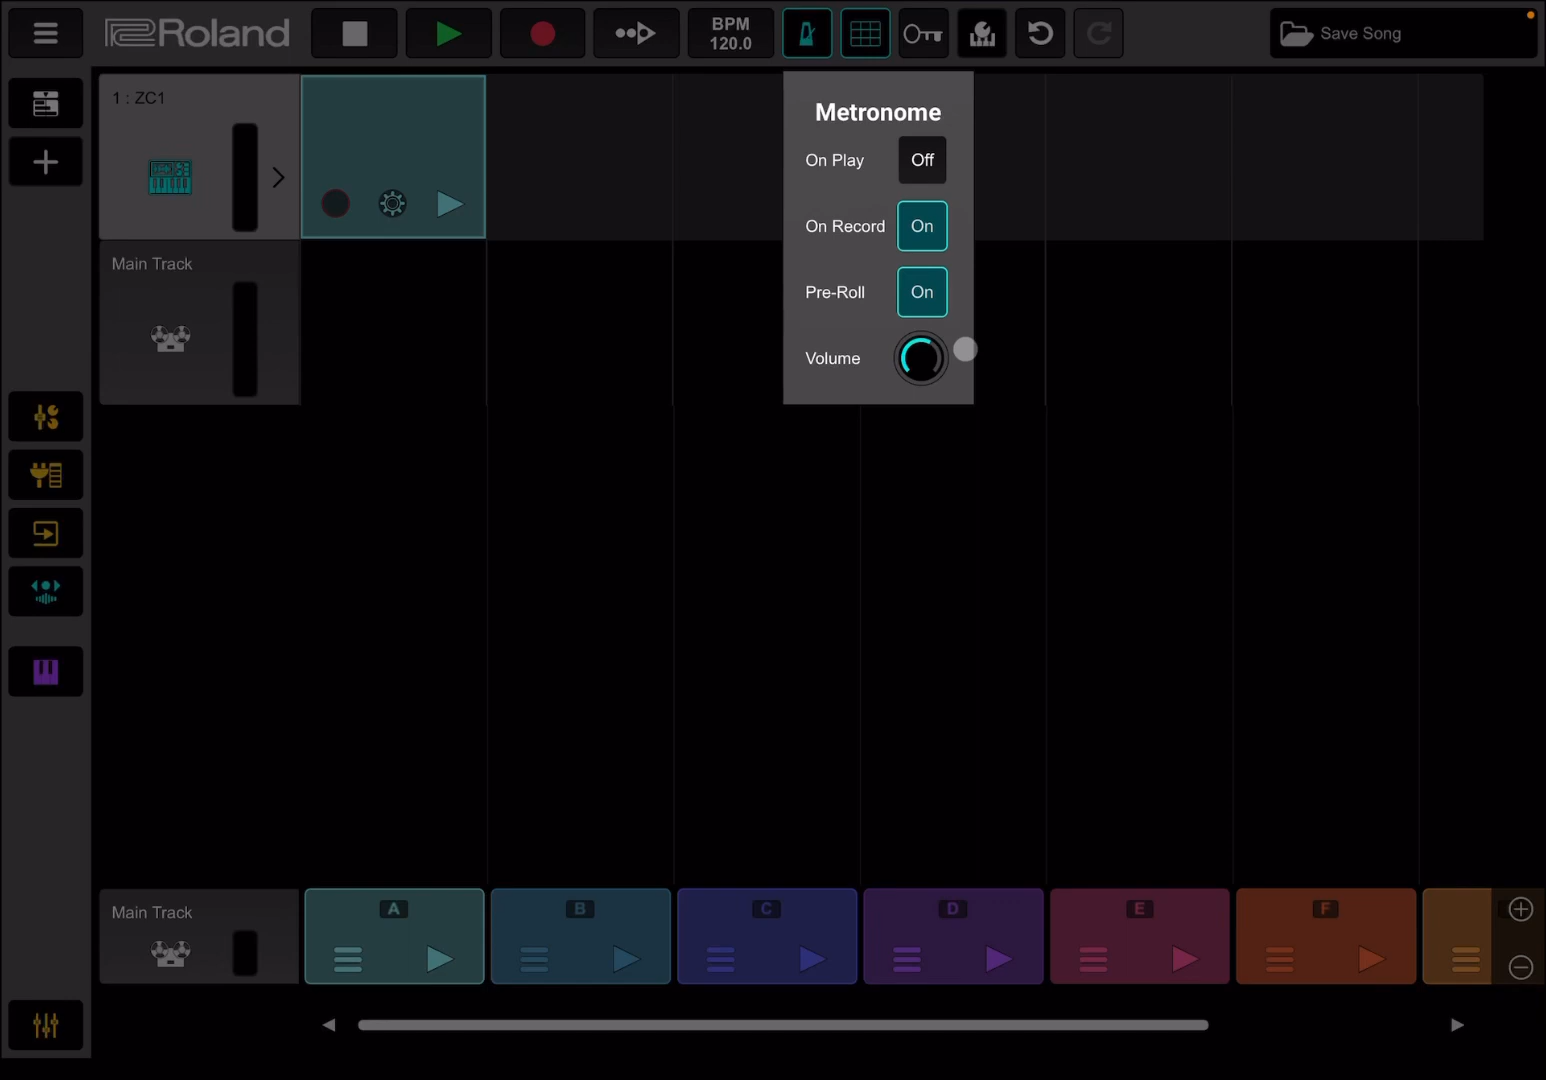 Roland
BPM
120.0
Save Song
1 : ZC1
Metronome
On Play
Off
On Record
On
Pre-Roll
On
Volume
Main Track
Main Track
A
B
C
D
E
F